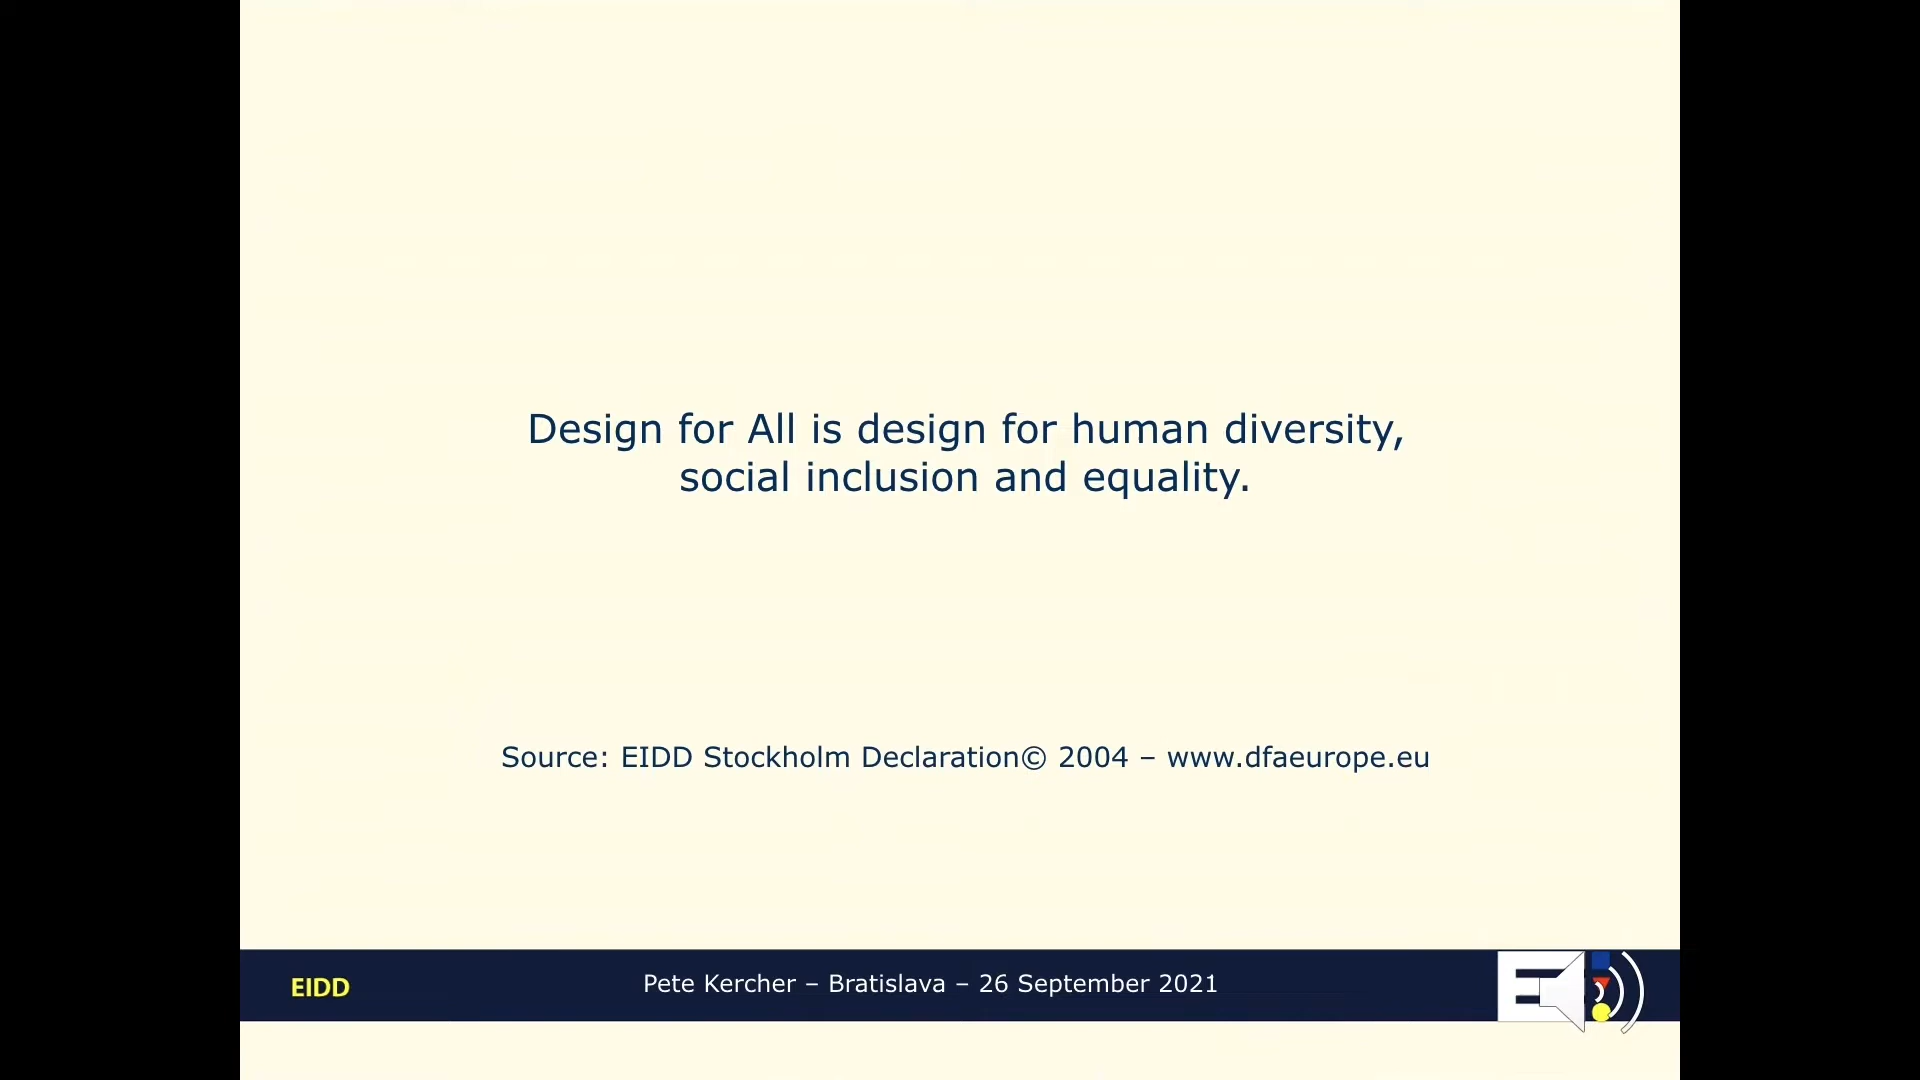 Design for All is design for human diversity,
social inclusion and equality.
Source: EIDD Stockholm Declaration© 2004 – www.dfaeurope.eu
EIDD
Pete Kercher – Bratislava – 26 September 2021